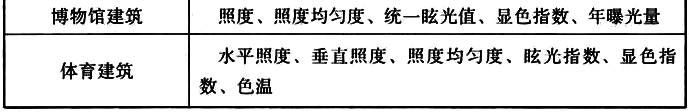 博物馆建筑 照度、照度均匀度、统一眩光值、显色指数、年曝光量
体育建筑 水平照度、垂直照度、照度均匀度、眩光指数、显色指
数、色温